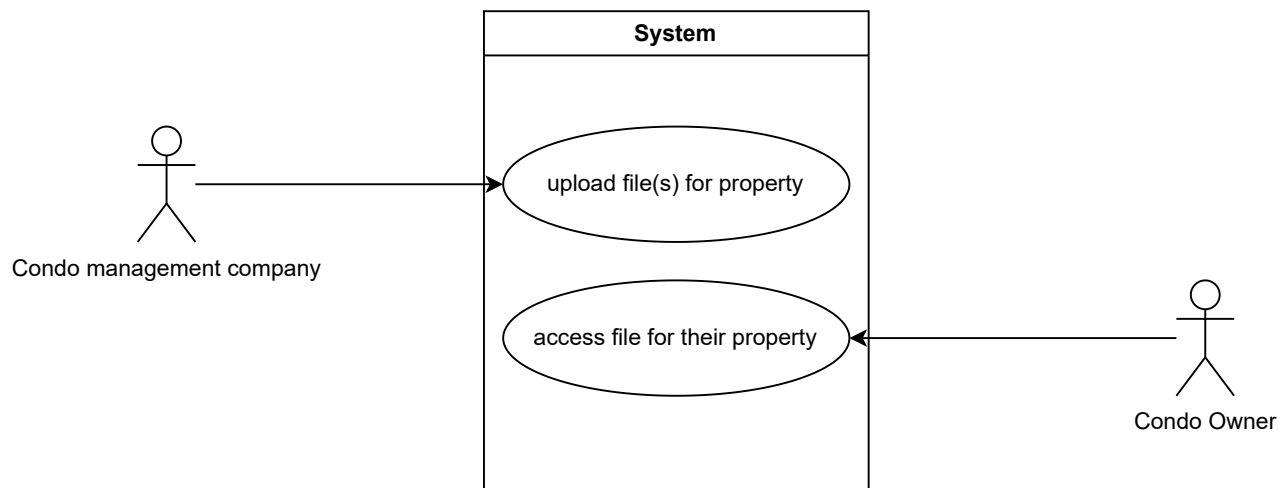 System
upload file(s) for property
Condo management company
access file for their property
Condo Owner